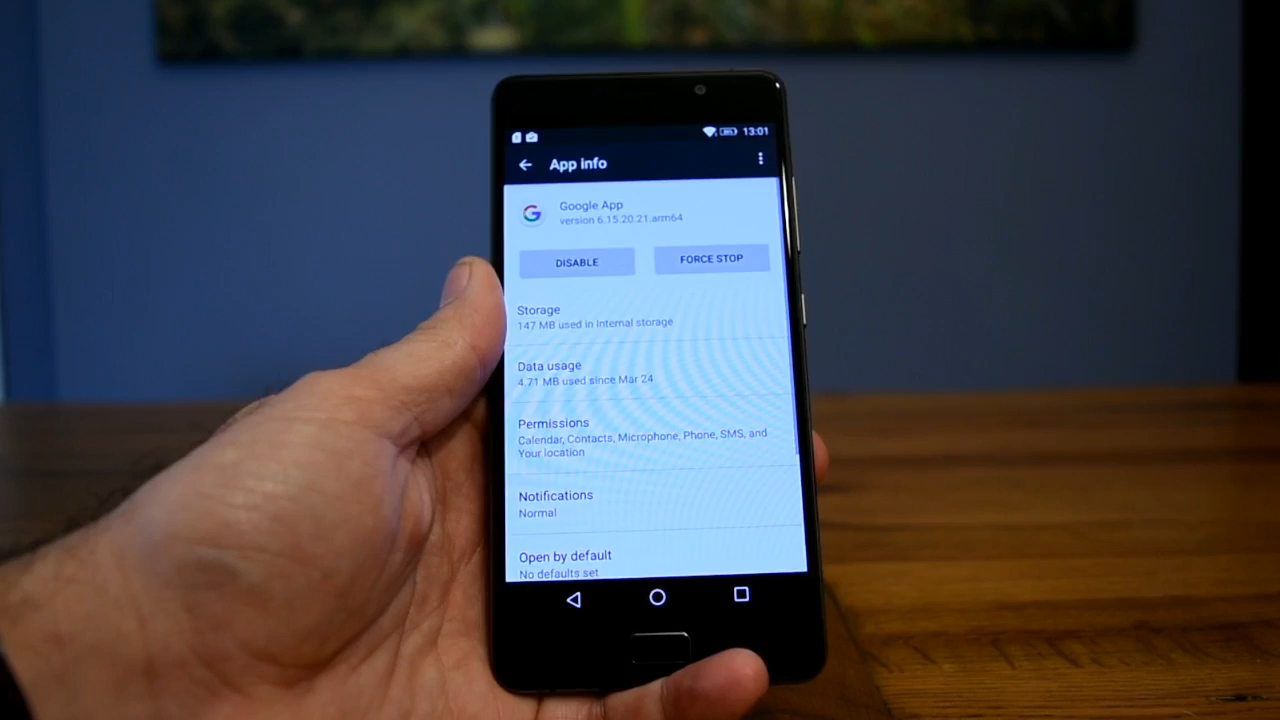 13:01
App info
Google App
version 6.15.20.21.arm64
DISABLE
FORCE STOP
Storage
147 MB used in Internal storage
Data usage
4.71 MB used since Mar 24
Permissions
Calendar, Contacts, Microphone, Phone, SMS, and
Your location
Notifications
Normal
Open by default
No defaults set